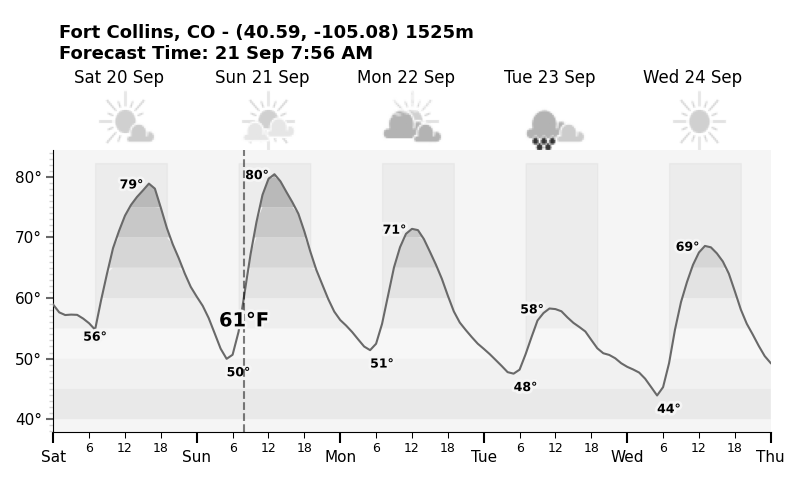 Fort Collins, CO - (40.59, -105.08) 1525m
Forecast Time: 21 Sep 7:56 AM
Sat 20 Sep Sun 21 Sep Mon 22 Sep Tue 23 Sep Wed 24 Sep
80°
70°
60°
50°
40°
79°
80°
71°
58°
69°
56°
61°F
50°
51°
48°
44°
6 12 18 6 12 18 6 12 18 6 12 18 6 12 18
Sat Sun Mon Tue Wed Thu